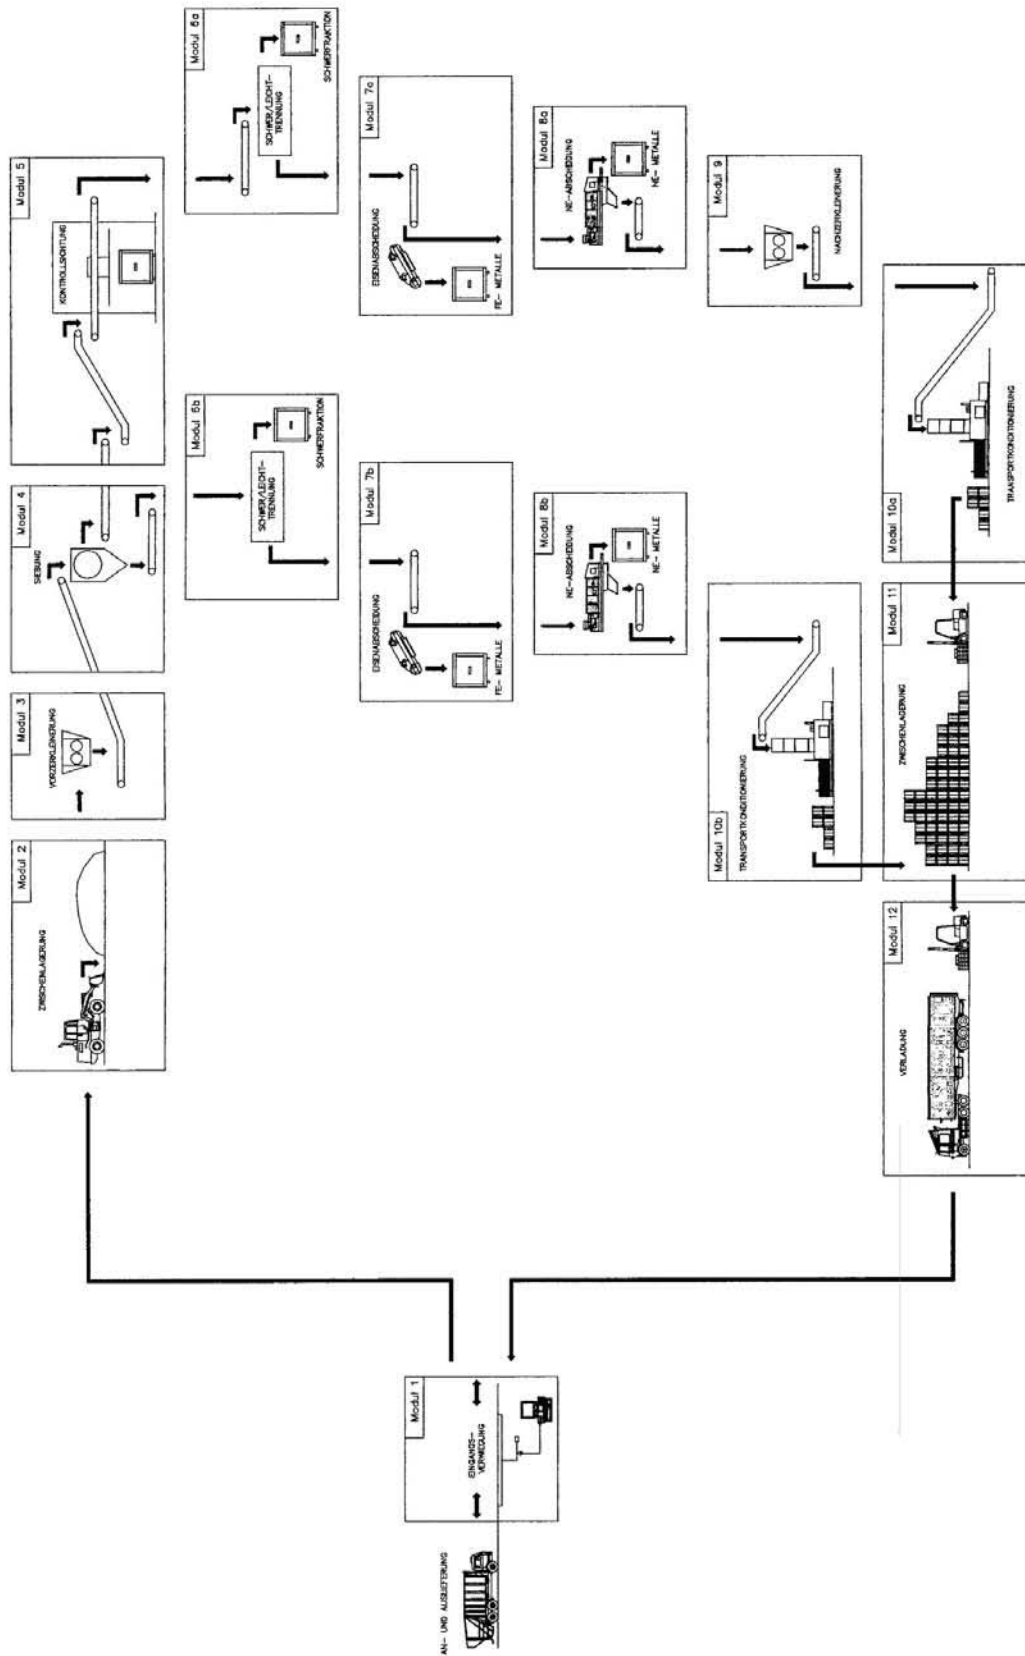 Modul 1
EINGANGS-
VERWIEGUNG
AN- UND AUSLIEFERUNG
Modul 2
ZWISCHENLAGERUNG
Modul 3
VORZERKLEINERUNG
Modul 4
SIEBUNG
Modul 5
KONTROLLSICHTUNG
Modul 6a
SCHWER/LEICHT-
TRENNUNG
SCHWERFRAKTION
Modul 6b
SCHWER/LEICHT-
TRENNUNG
SCHWERFRAKTION
Modul 7a
EISENABSCHEIDUNG
FE- METALLE
Modul 7b
EISENABSCHEIDUNG
FE- METALLE
Modul 8a
NE-ABSCHEIDUNG
NE- METALLE
Modul 8b
NE-ABSCHEIDUNG
NE- METALLE
Modul 9
NACHZERKLEINERUNG
Modul 10a
TRANSPORTKONDITIONIERUNG
Modul 10b
TRANSPORTKONDITIONIERUNG
Modul 11
ZWISCHENLAGERUNG
Modul 12
VERLADUNG